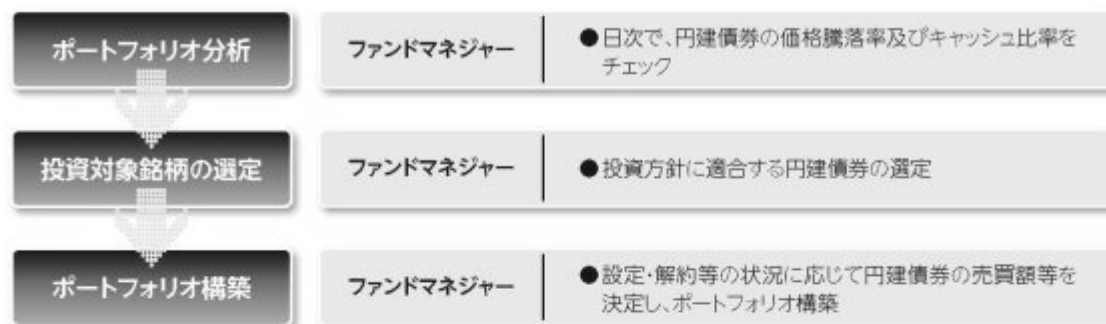 ポートフォリオ分析
ファンドマネジャー
●日次で、円建債券の価格騰落率及びキャッシュ比率を
チェック
投資対象銘柄の選定
ファンドマネジャー
●投資方針に適合する円建債券の選定
ポートフォリオ構築
ファンドマネジャー
●設定・解約等の状況に応じて円建債券の売買額等を
決定し、ポートフォリオ構築